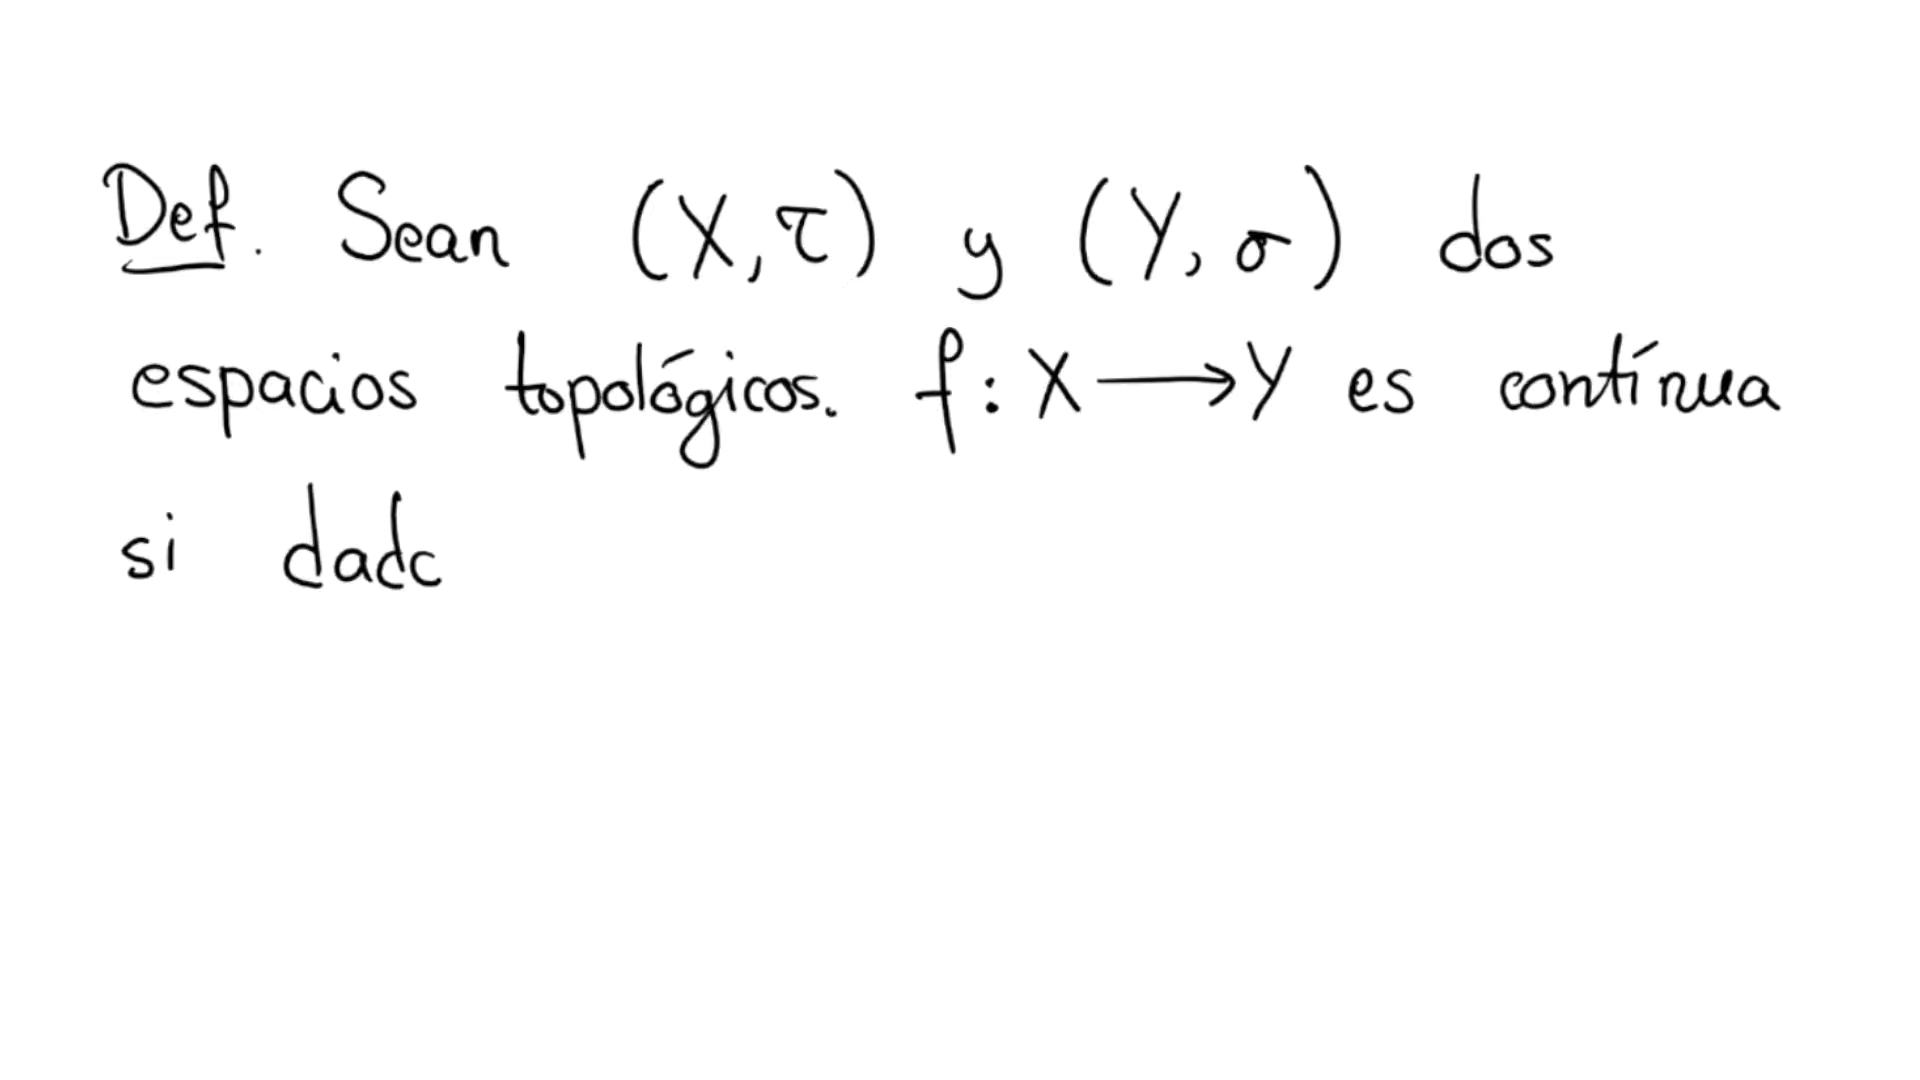 Def. Sean (X, τ) y (Y, σ) dos
espacios topológicos. f: X → Y es contínua
si dadc